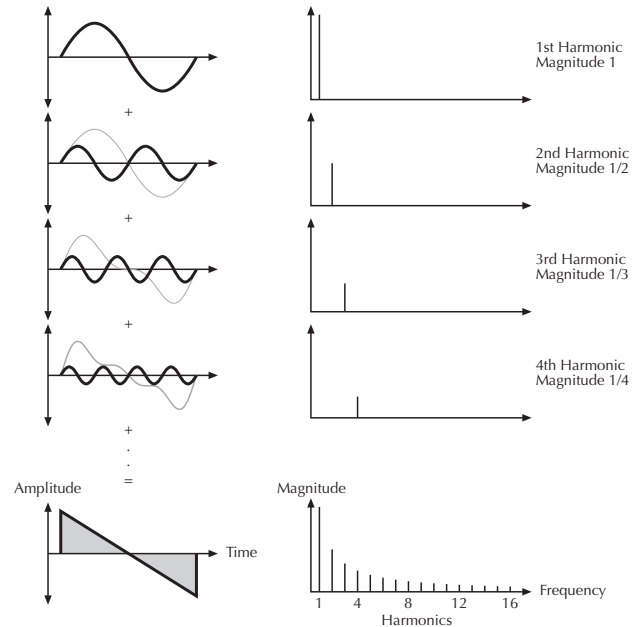 1st Harmonic
Magnitude 1
+
2nd Harmonic
Magnitude 1/2
+
3rd Harmonic
Magnitude 1/3
+
4th Harmonic
Magnitude 1/4
+
.
.
=
Amplitude
Time
Magnitude
Frequency
1 4 8 12 16
Harmonics